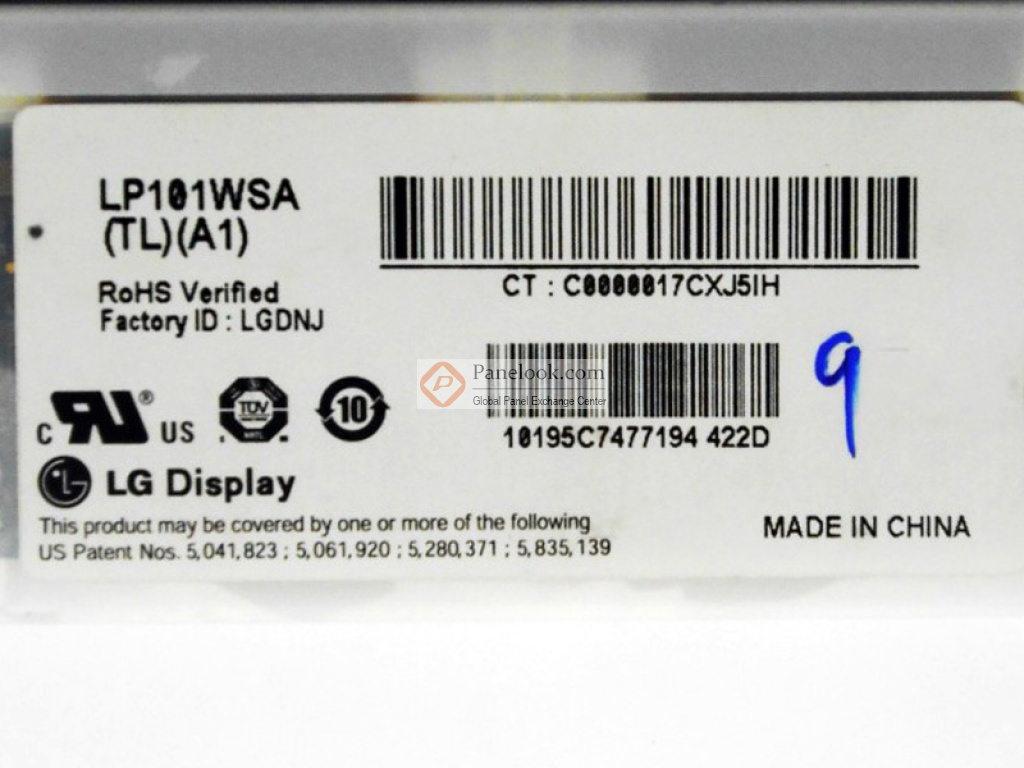 LP101WSA
(TL)(A1)
RoHS Verified
Factory ID : LGDNJ
CT : C0000017CXJ5IH
Panelook.com
Global Panel Exchange Center
10195C7477194 422D
9
c RU ® US
TÜV
10
LG Display
This product may be covered by one or more of the following
US Patent Nos. 5,041,823 ; 5,061,920 ; 5,280,371 ; 5,835,139
MADE IN CHINA